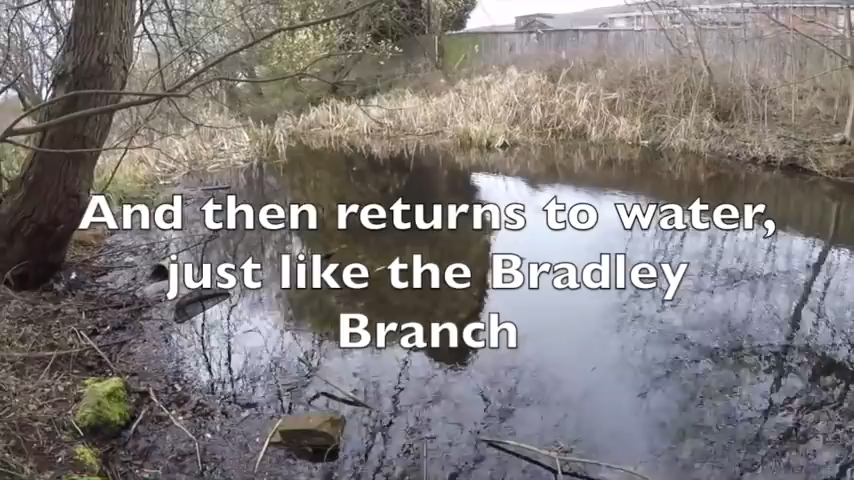 And then returns to water,
just like the Bradley
Branch